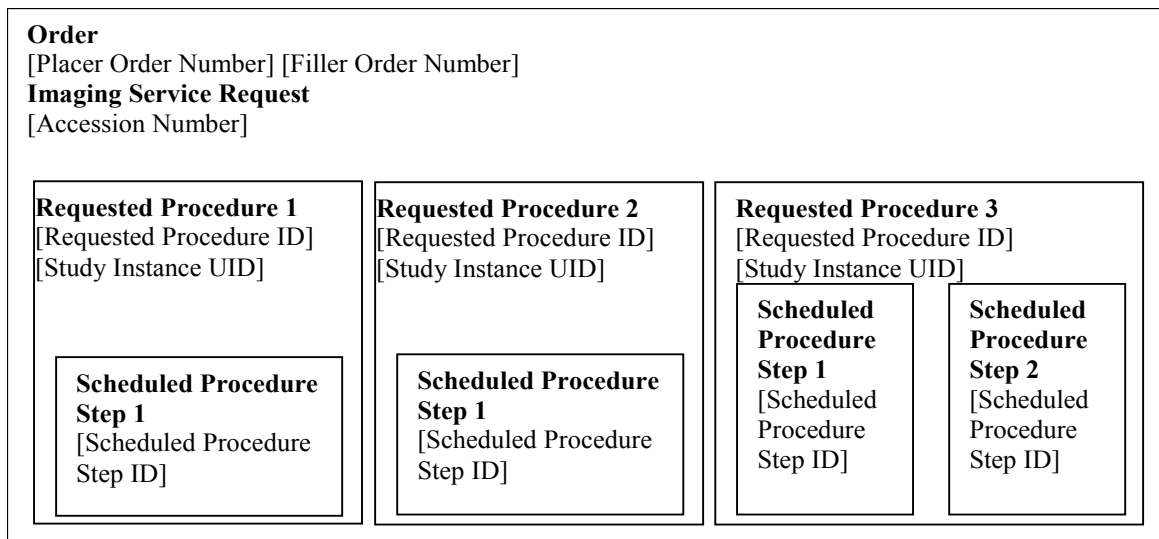 Order
[Placer Order Number] [Filler Order Number]
Imaging Service Request
[Accession Number]
Requested Procedure 1
[Requested Procedure ID]
[Study Instance UID]
Scheduled Procedure
Step 1
[Scheduled Procedure
Step ID]
Requested Procedure 2
[Requested Procedure ID]
[Study Instance UID]
Scheduled Procedure
Step 1
[Scheduled Procedure
Step ID]
Requested Procedure 3
[Requested Procedure ID]
[Study Instance UID]
Scheduled
Procedure
Step 1
[Scheduled
Procedure
Step ID]
Scheduled
Procedure
Step 2
[Scheduled
Procedure
Step ID]